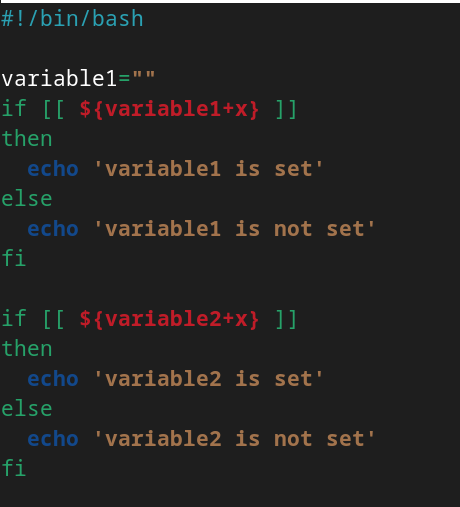 #!/bin/bash

variable1=""
if [[ ${variable1+x} ]]
then
  echo 'variable1 is set'
else
  echo 'variable1 is not set'
fi

if [[ ${variable2+x} ]]
then
  echo 'variable2 is set'
else
  echo 'variable2 is not set'
fi